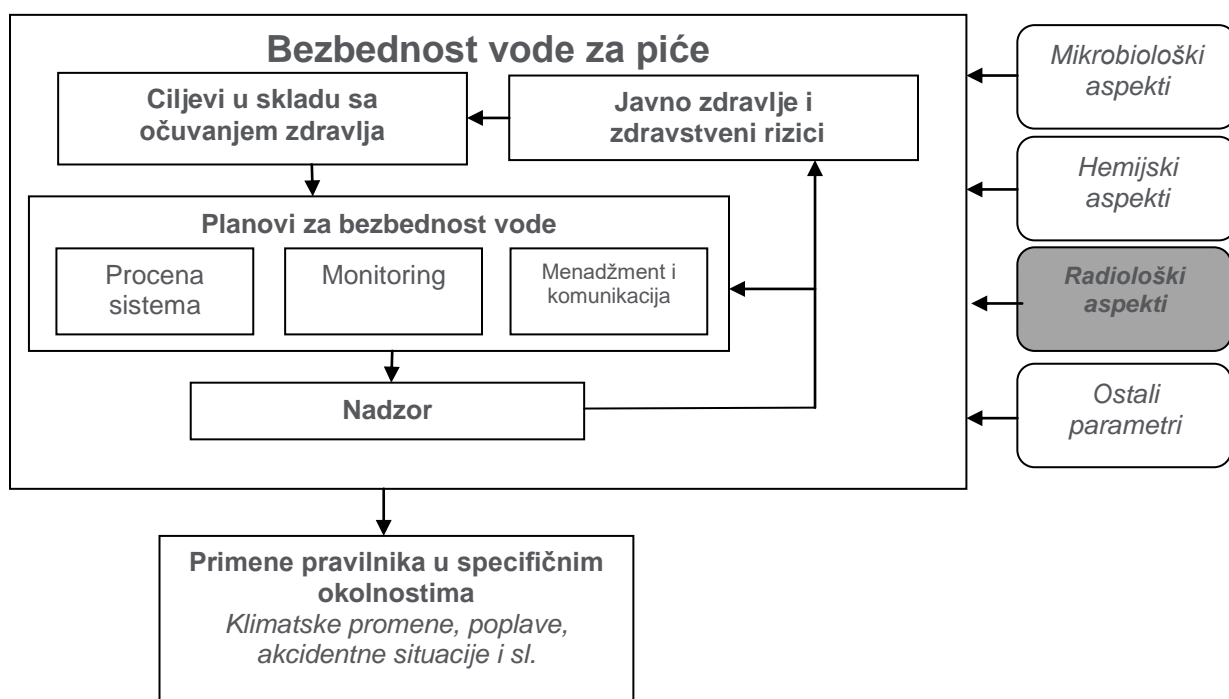 Bezbednost vode za piće
Ciljevi u skladu sa
očuvanjem zdravlja
Javno zdravlje i
zdravstveni rizici
Planovi za bezbednost vode
Procena
sistema
Monitoring
Menadžment i
komunikacija
Nadzor
Mikrobiološki
aspekti
Hemijski
aspekti
Radiološki
aspekti
Ostali
parametri
Primene pravilnika u specifičnim
okolnostima
Klimatske promene, poplave,
akcidentne situacije i sl.